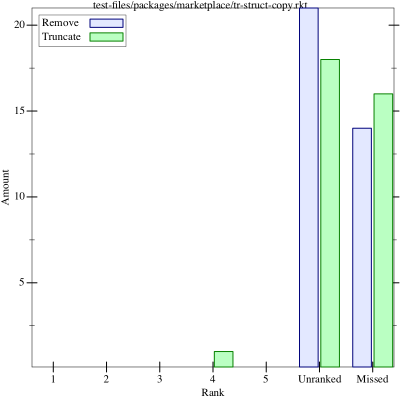 test-files/packages/marketplace/tr-struct-copy.rkt
Remove
Truncate
20
15
10
5
Amount
1 2 3 4 5 Unranked Missed
Rank